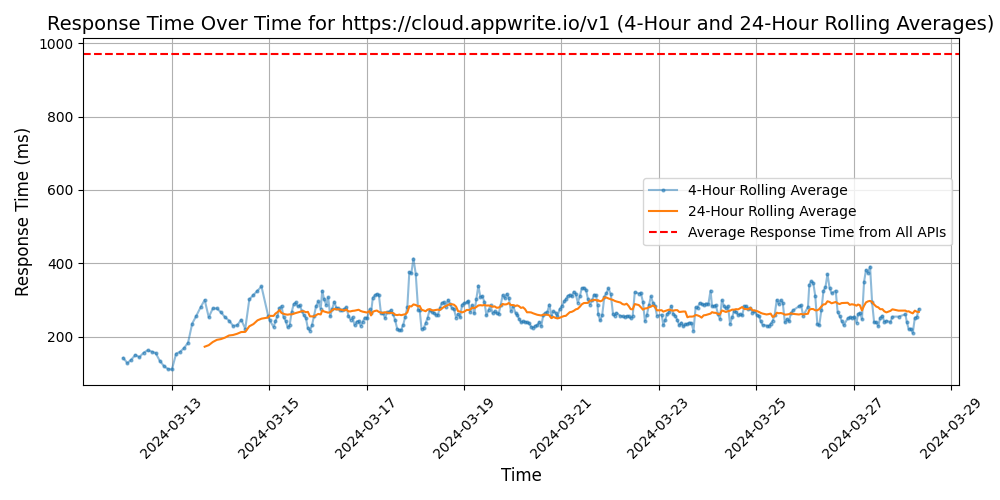 Response Time Over Time for https://cloud.appwrite.io/v1 (4-Hour and 24-Hour Rolling Averages)
1000
800
600
400
200
Response Time (ms)
4-Hour Rolling Average
24-Hour Rolling Average
Average Response Time from All APIs
2024-03-13
2024-03-15
2024-03-17
2024-03-19
2024-03-21
2024-03-23
2024-03-25
2024-03-27
2024-03-29
Time